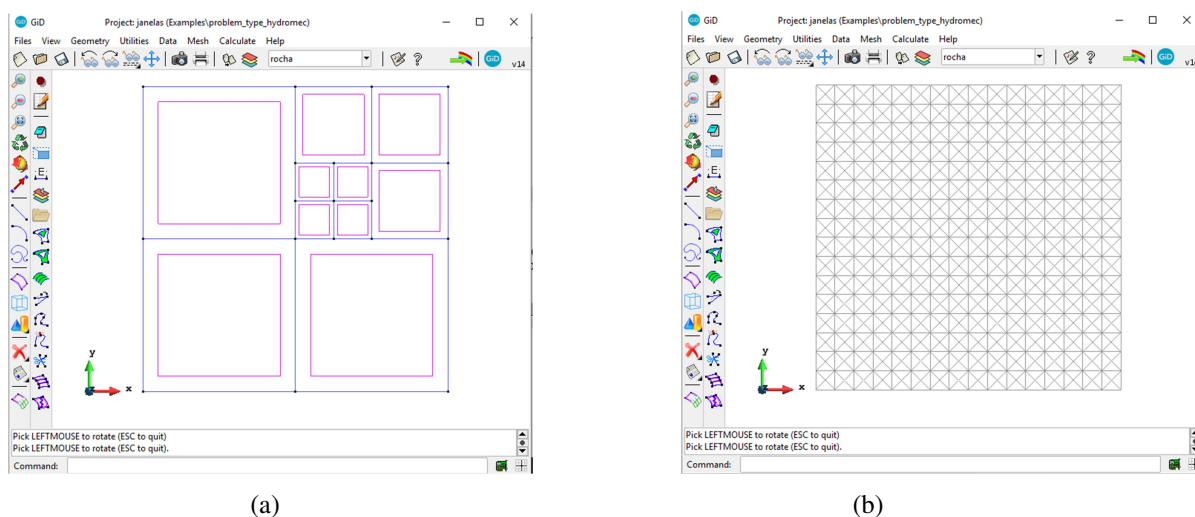 GiD Project: janelas (Examples\problem_type_hydromec)
Files View Geometry Utilities Data Mesh Calculate Help
rocha
GiD
v14
E
y
x
Pick LEFTMOUSE to rotate (ESC to quit)
Pick LEFTMOUSE to rotate (ESC to quit).
Command:
(a)
GiD Project: janelas (Examples\problem_type_hydromec)
Files View Geometry Utilities Data Mesh Calculate Help
rocha
GiD
E
y
x
Pick LEFTMOUSE to rotate (ESC to quit)
Pick LEFTMOUSE to rotate (ESC to quit).
Command:
(b)